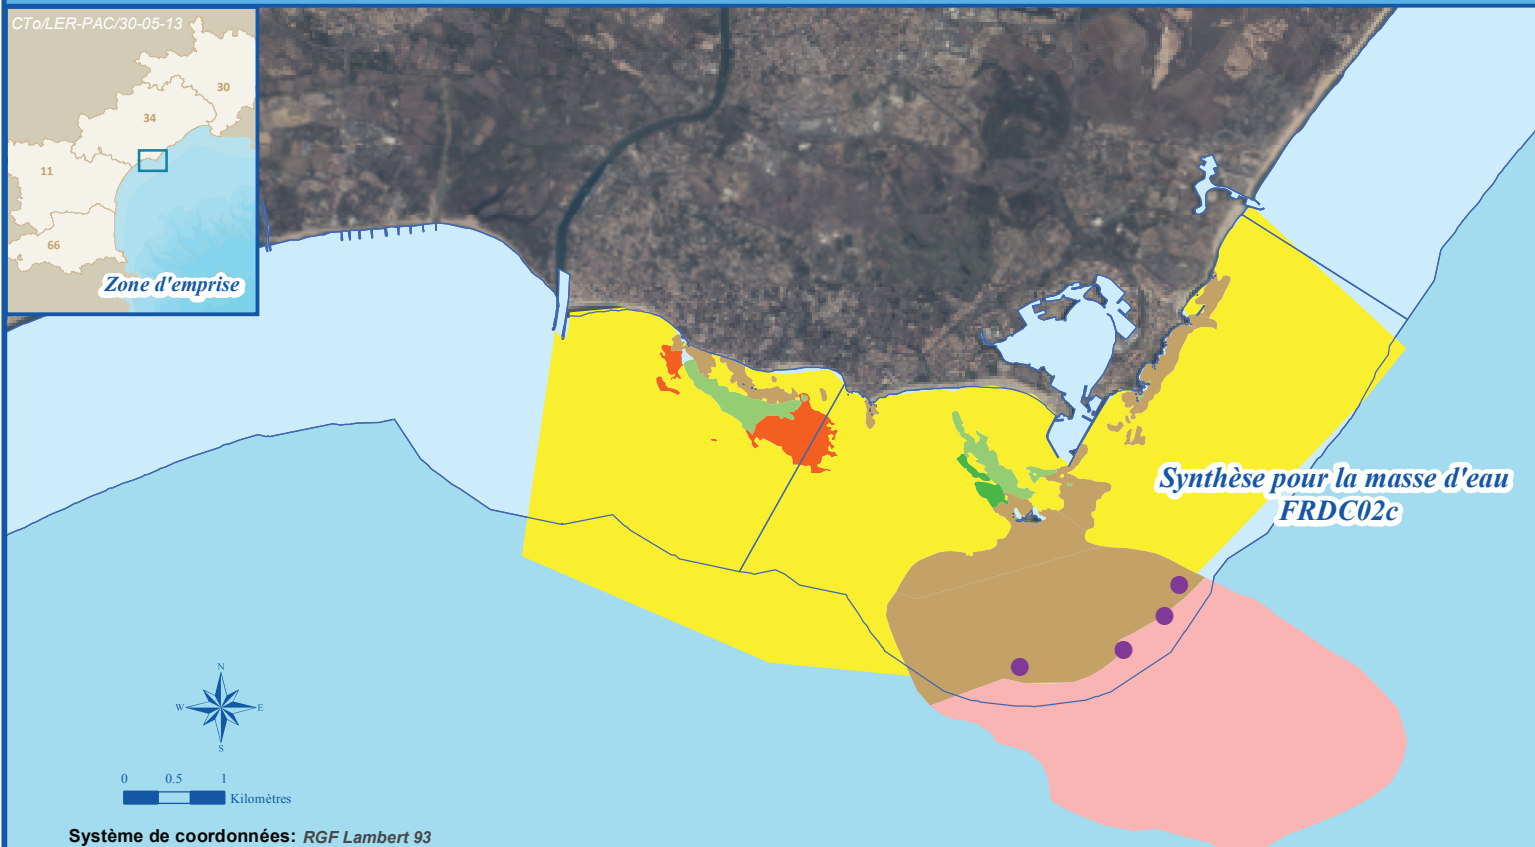 CTo/LER-PAC/30-05-13
30
34
11
66
Zone d'emprise
Synthèse pour la masse d'eau
FRDC02c
N
W E
S
0 0.5 1
Kilomètres
Système de coordonnées: RGF Lambert 93